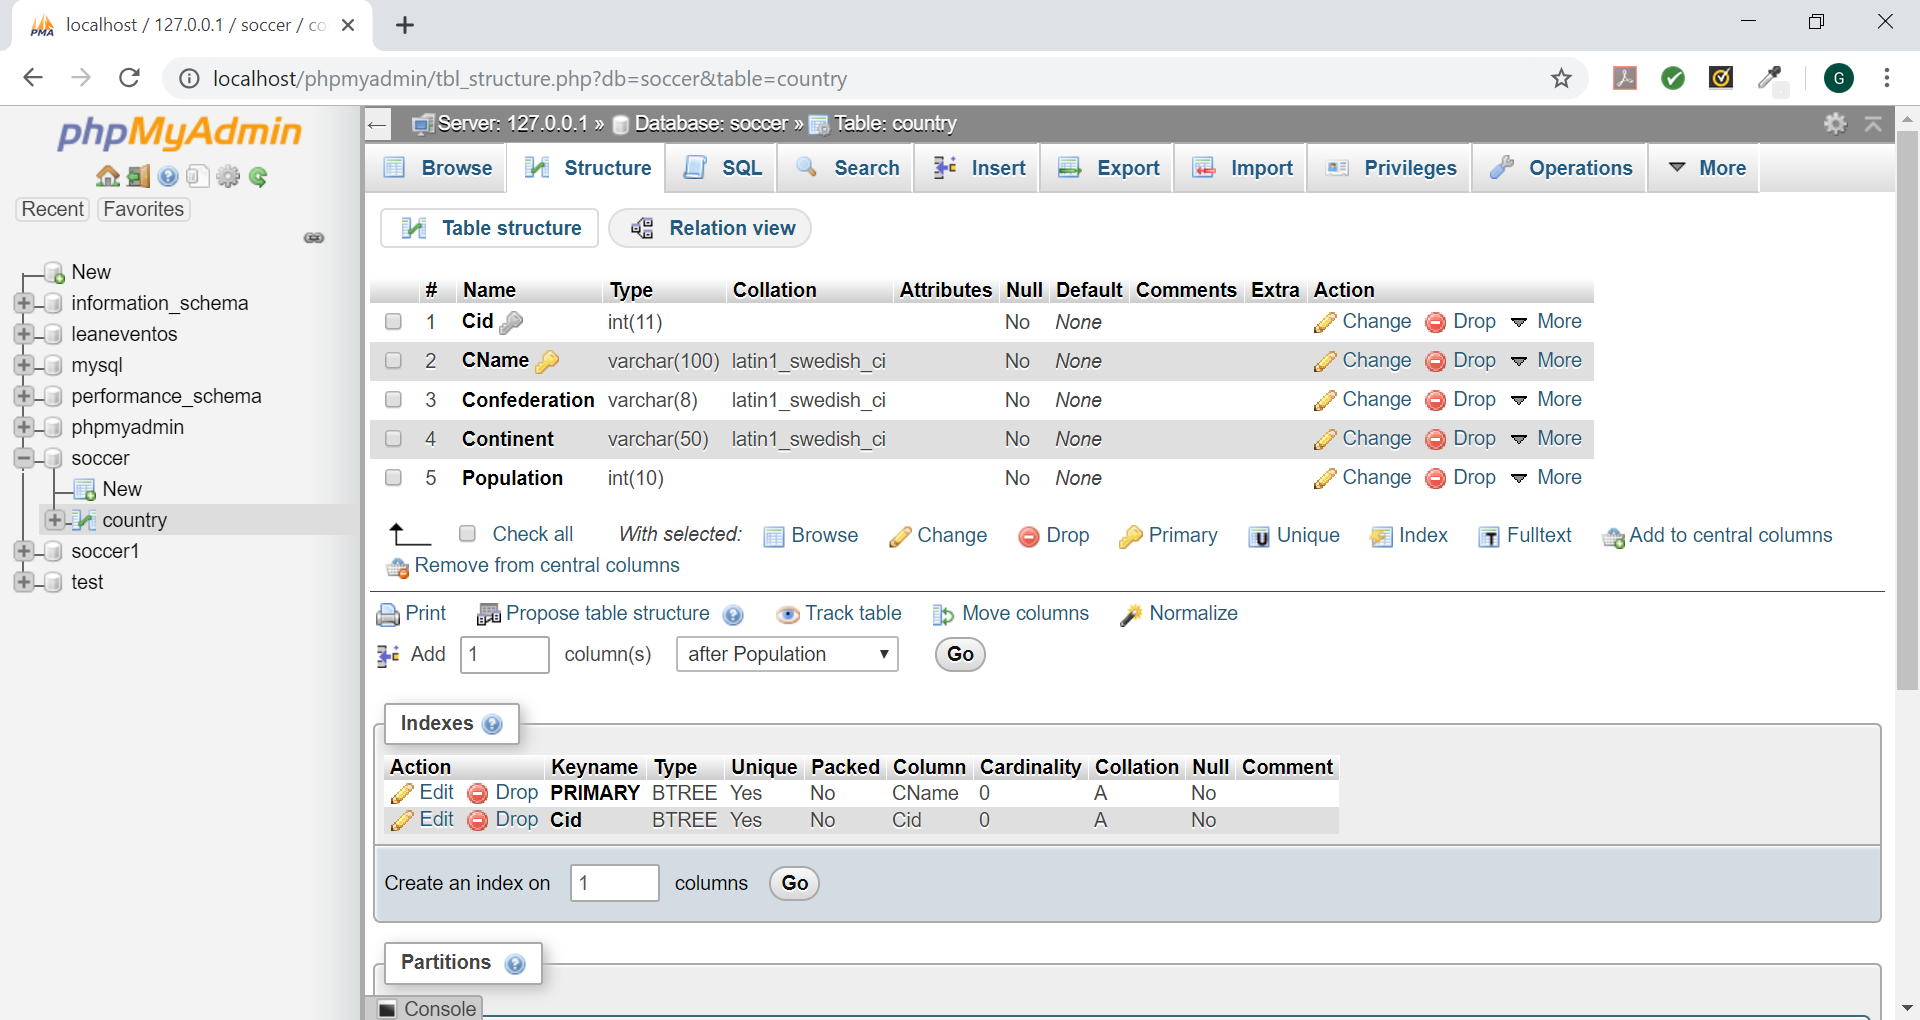 localhost / 127.0.0.1 / soccer / co
localhost/phpmyadmin/tbl_structure.php?db=soccer&table=country
G
PMA
phpMyAdmin
Recent Favorites
New
information_schema
leaneventos
mysql
performance_schema
phpmyadmin
soccer
New
country
soccer1
test
Server: 127.0.0.1 » Database: soccer » Table: country
Browse Structure SQL Search Insert Export Import Privileges Operations More
Table structure Relation view
# Name Type Collation Attributes Null Default Comments Extra Action
1 Cid int(11) No None Change Drop More
2 CName varchar(100) latin1_swedish_ci No None Change Drop More
3 Confederation varchar(8) latin1_swedish_ci No None Change Drop More
4 Continent varchar(50) latin1_swedish_ci No None Change Drop More
5 Population int(10) No None Change Drop More
Check all With selected: Browse Change Drop Primary Unique Index Fulltext Add to central columns
Remove from central columns
Print Propose table structure Track table Move columns Normalize
Add 1 column(s) after Population Go
Indexes
Action Keyname Type Unique Packed Column Cardinality Collation Null Comment
Edit Drop PRIMARY BTREE Yes No CName 0 A No
Edit Drop Cid BTREE Yes No Cid 0 A No
Create an index on 1 columns Go
Partitions
Console